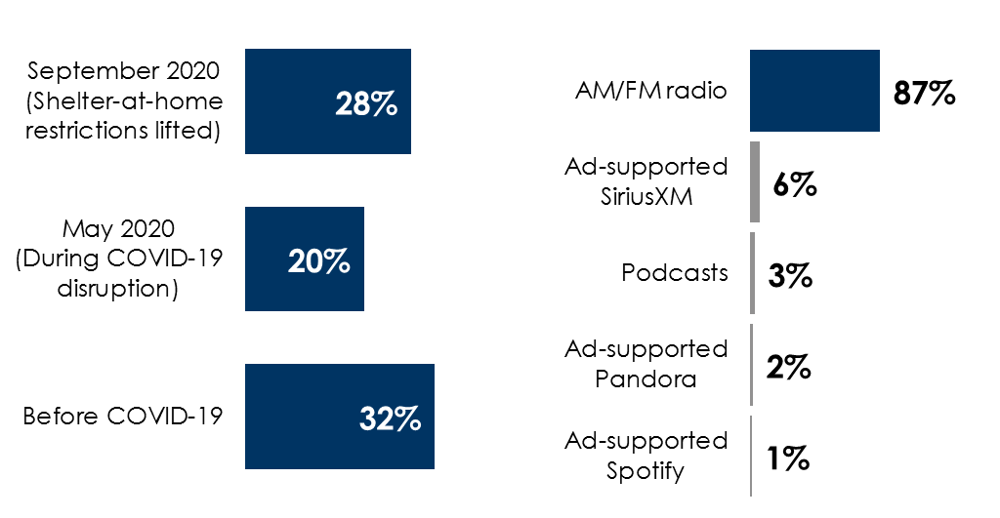 September 2020
(Shelter-at-home
restrictions lifted)
28%
May 2020
(During COVID-19
disruption)
20%
Before COVID-19
32%
AM/FM radio
87%
Ad-supported
SiriusXM
6%
Podcasts
3%
Ad-supported
Pandora
2%
Ad-supported
Spotify
1%